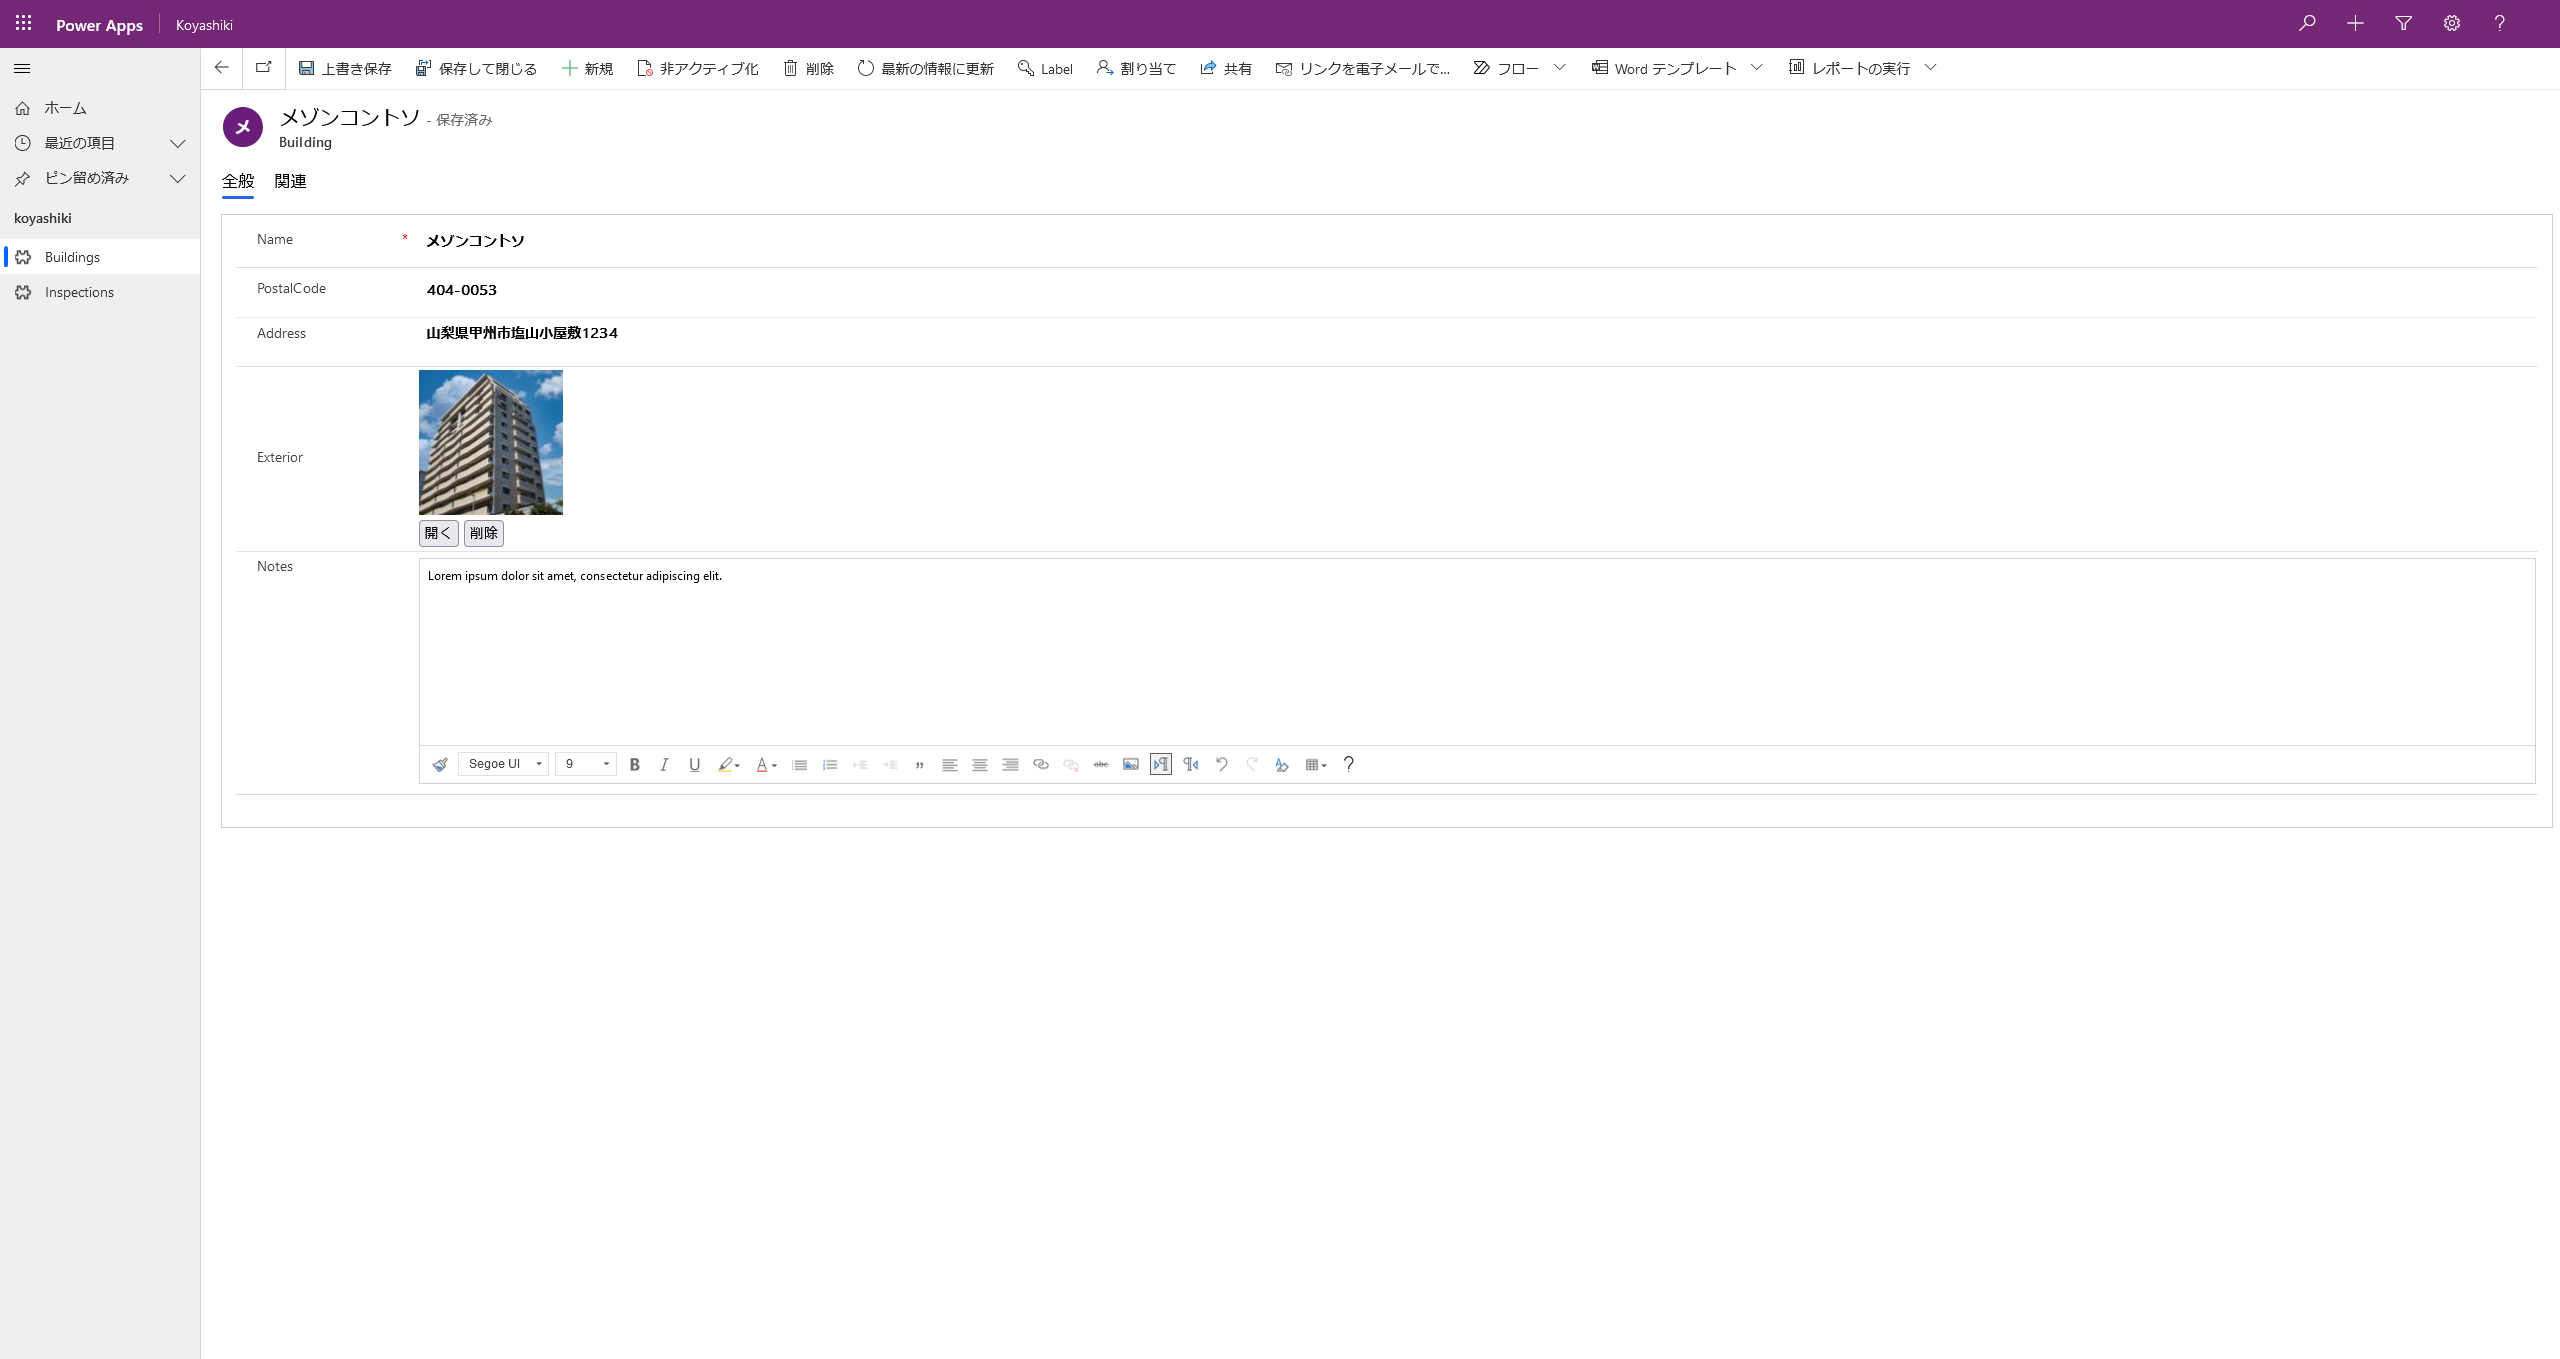 Power Apps
Koyashiki
上書き保存
保存して閉じる
新規
非アクティブ化
削除
最新の情報に更新
Label
割り当て
共有
リンクを電子メールで...
フロー
Word テンプレート
レポートの実行
ホーム
最近の項目
ピン留め済み
koyashiki
Buildings
Inspections
メ
メゾンコントソ - 保存済み
Building
全般
関連
Name * メゾンコントソ
PostalCode 404-0053
Address 山梨県甲州市塩山小屋敷1234
Exterior
開く 削除
Notes
Lorem ipsum dolor sit amet, consectetur adipiscing elit.
Segoe UI 9 B I U A abc ?